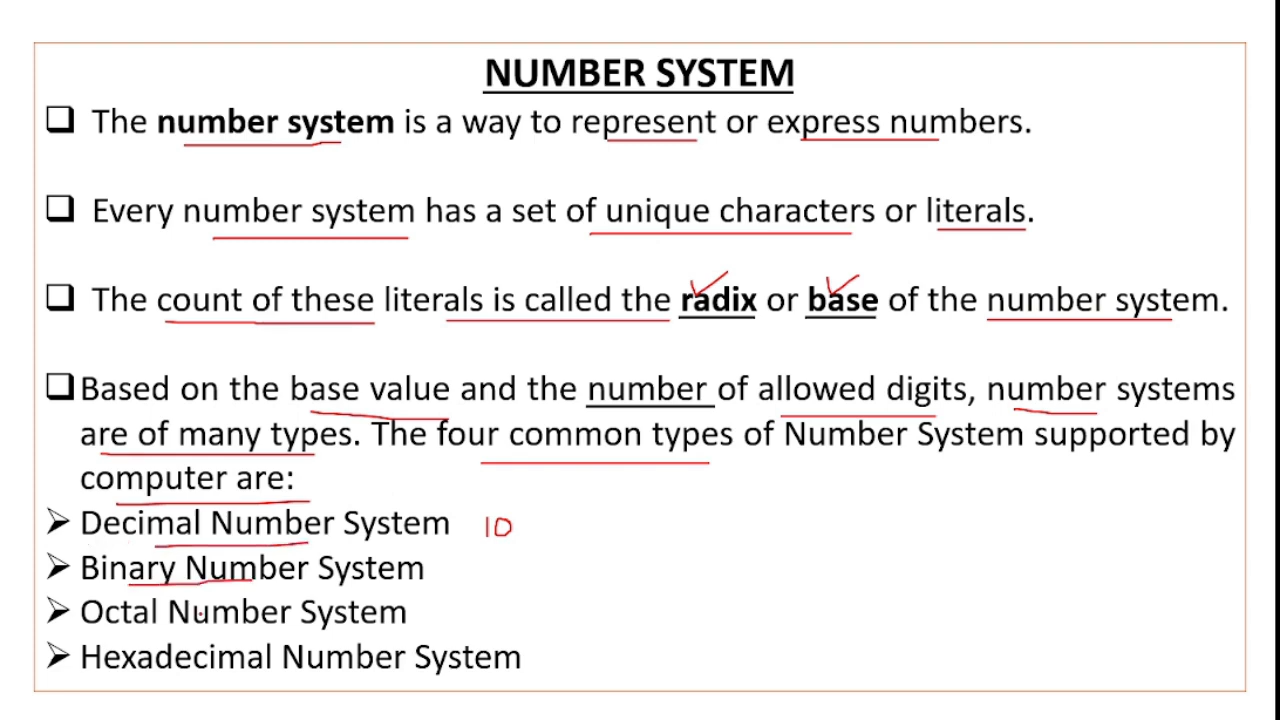 NUMBER SYSTEM
❑ The number system is a way to represent or express numbers.
❑ Every number system has a set of unique characters or literals.
❑ The count of these literals is called the radix or base of the number system.
❑ Based on the base value and the number of allowed digits, number systems
are of many types. The four common types of Number System supported by
computer are:
➢ Decimal Number System 10
➢ Binary Number System
➢ Octal Number System
➢ Hexadecimal Number System